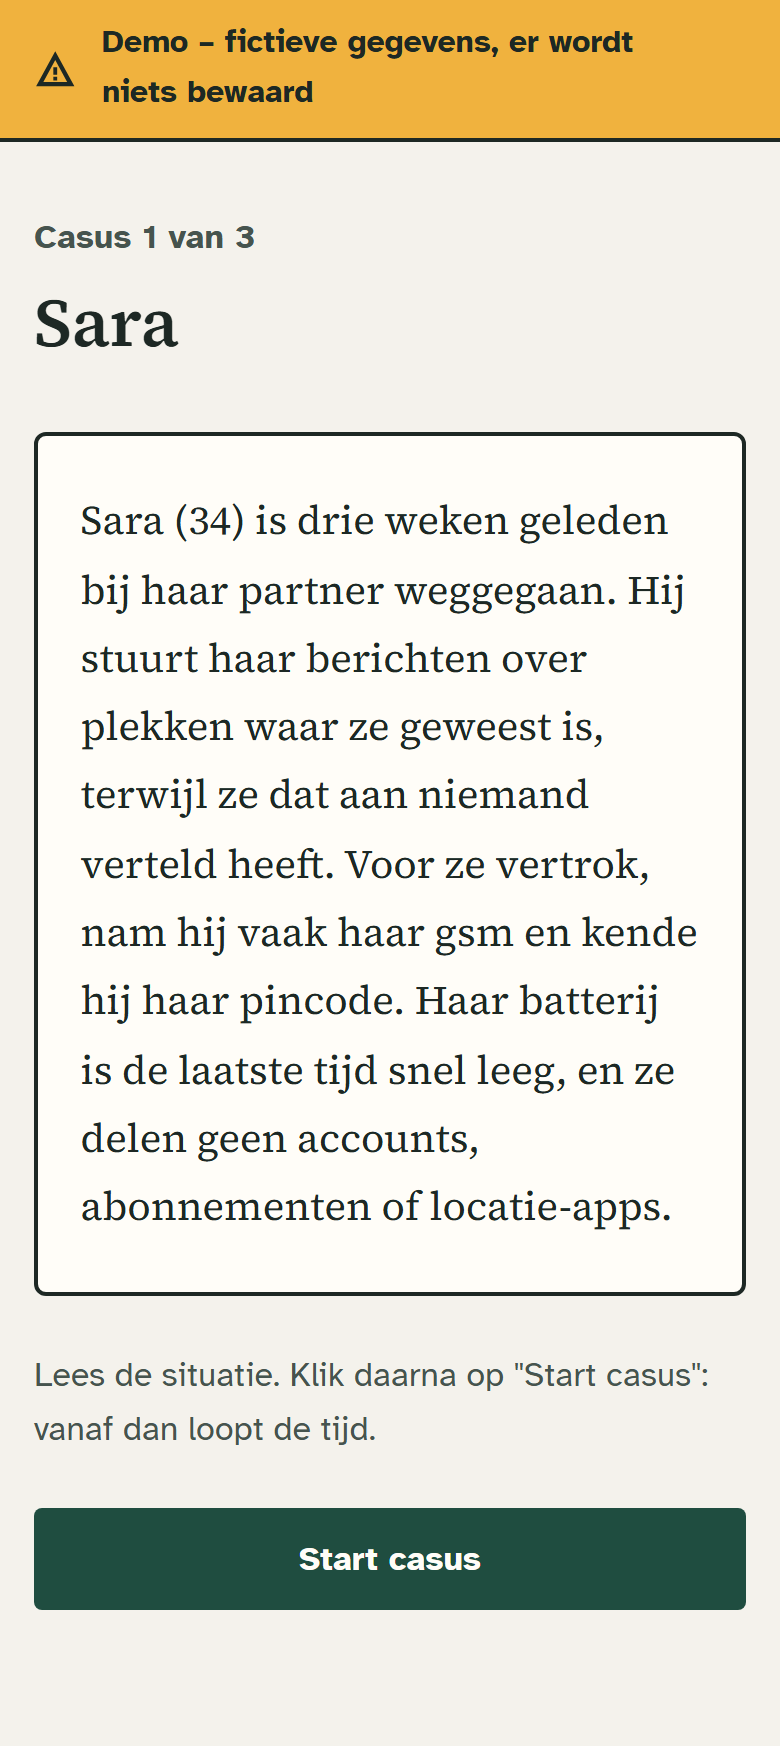 Demo – fictieve gegevens, er wordt
niets bewaard
Casus 1 van 3
Sara
Sara (34) is drie weken geleden
bij haar partner weggegaan. Hij
stuurt haar berichten over
plekken waar ze geweest is,
terwijl ze dat aan niemand
verteld heeft. Voor ze vertrok,
nam hij vaak haar gsm en kende
hij haar pincode. Haar batterij
is de laatste tijd snel leeg, en ze
delen geen accounts,
abonnementen of locatie-apps.
Lees de situatie. Klik daarna op "Start casus":
vanaf dan loopt de tijd.
Start casus